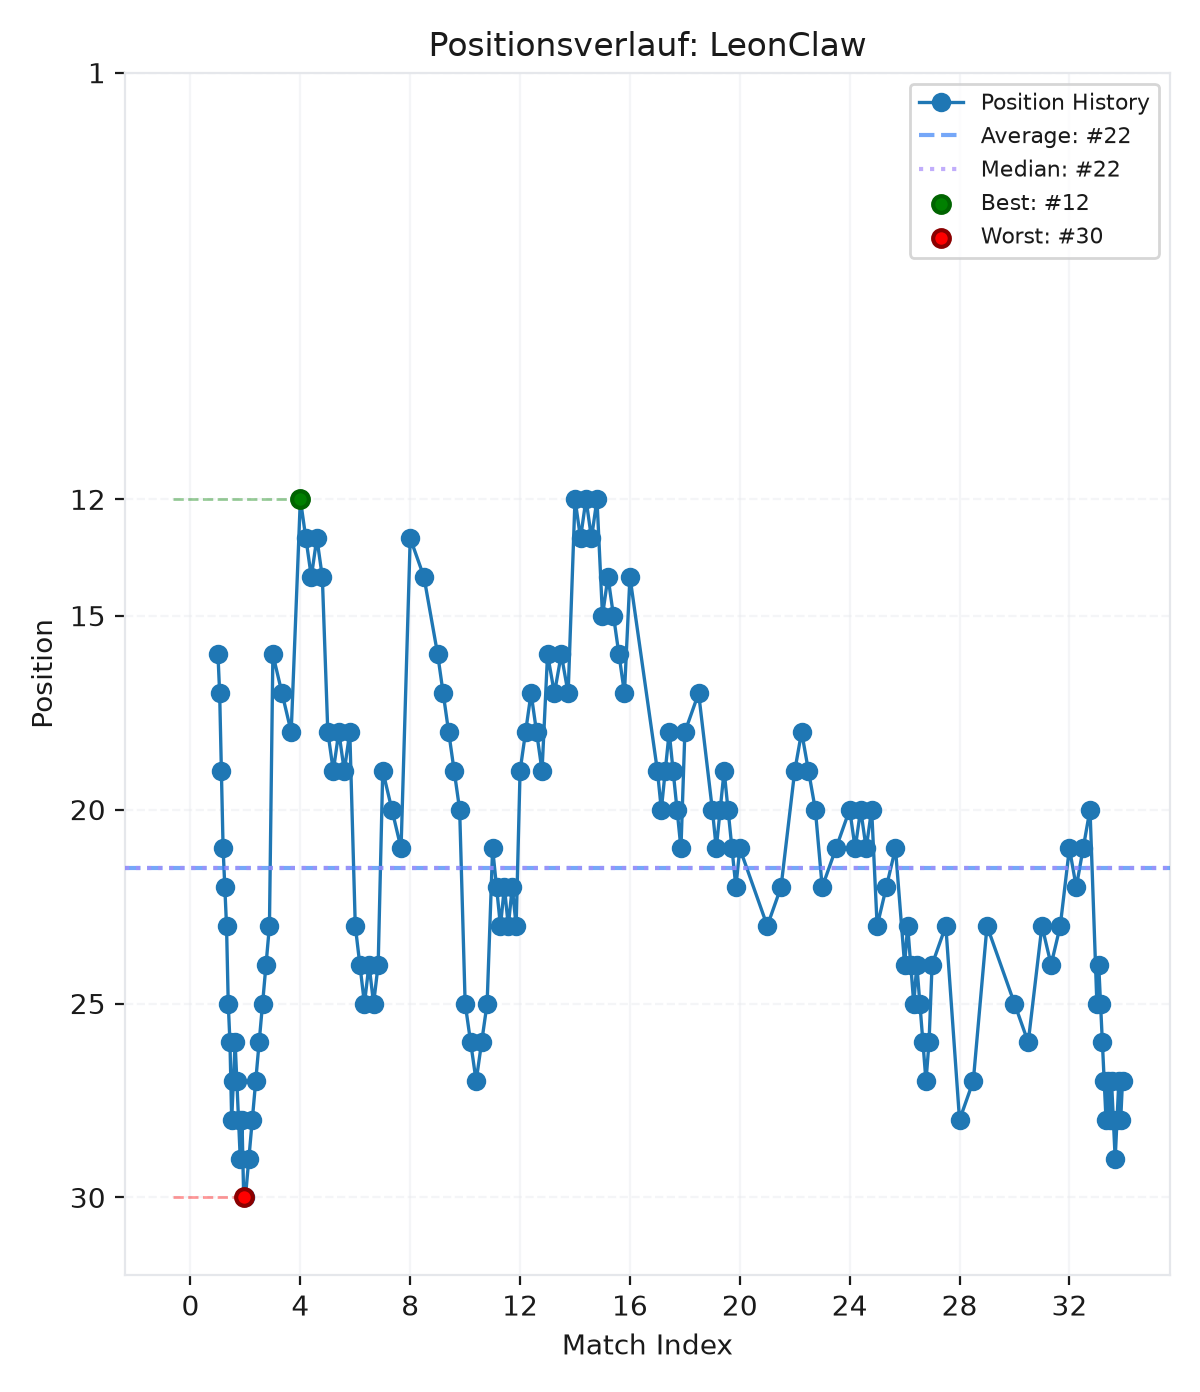 Positionsverlauf: LeonClaw
Position History
Average: #22
Median: #22
Best: #12
Worst: #30
Position
1
12
15
20
25
30
0 4 8 12 16 20 24 28 32
Match Index